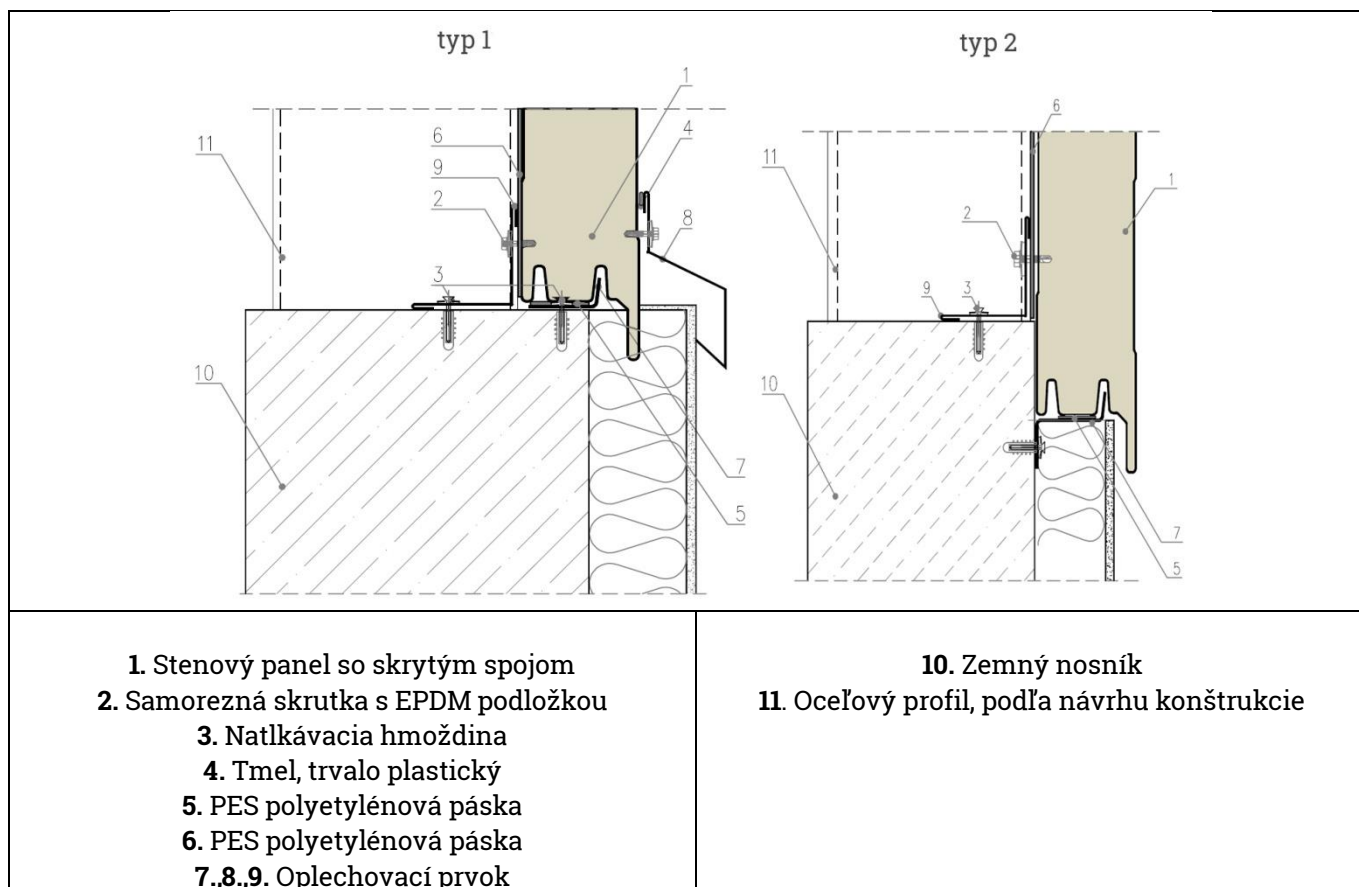 typ 1
typ 2
1
4
6
9
2
11
8
3
10
7
5
6
11
1
2
9
3
10
7
5
1. Stenový panel so skrytým spojom
2. Samorezná skrutka s EPDM podložkou
3. Natlkávacia hmoždina
4. Tmel, trvalo plastický
5. PES polyetylénová páska
6. PES polyetylénová páska
7.,8.,9. Oplechovací prvok
10. Zemný nosník
11. Oceľový profil, podľa návrhu konštrukcie